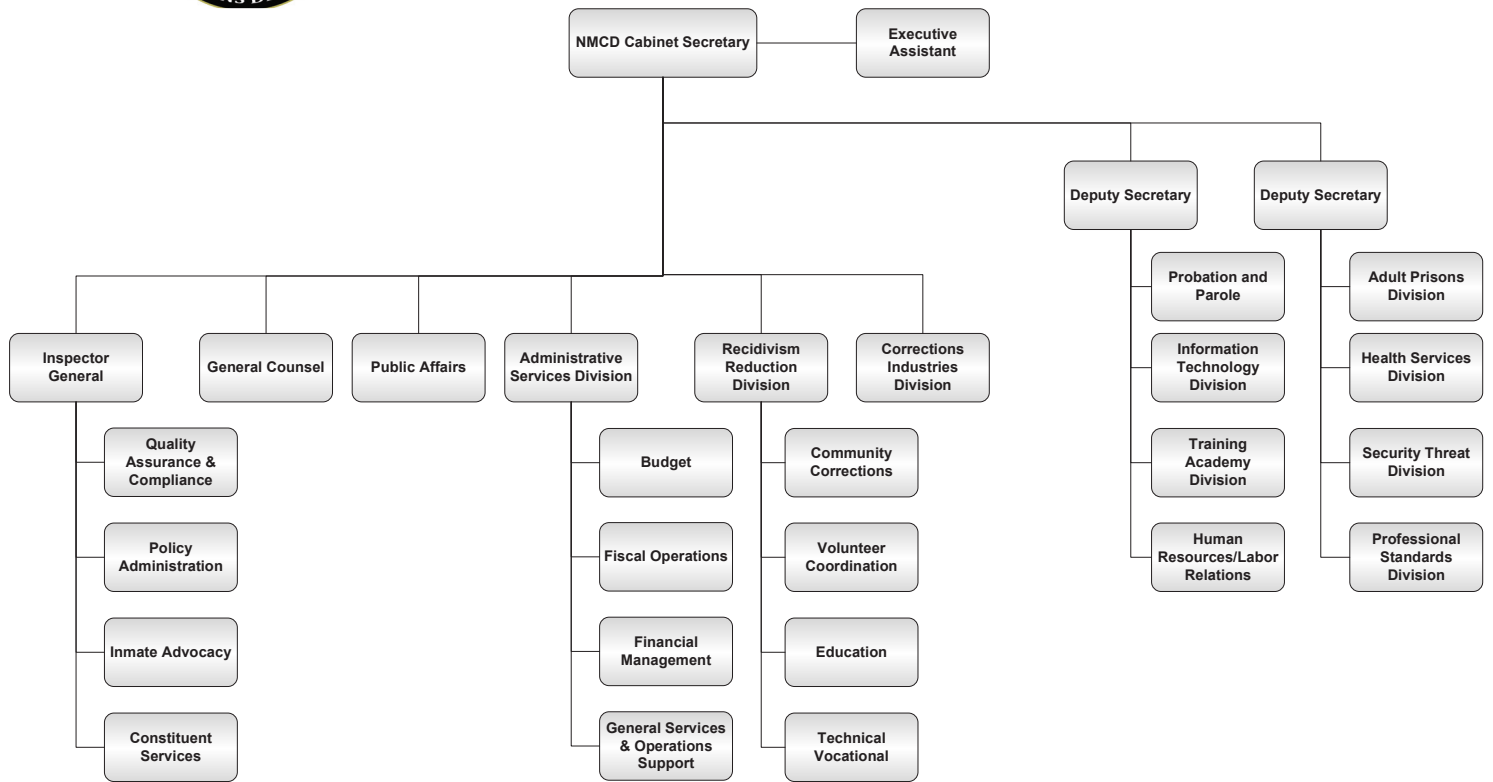 NMCD Cabinet Secretary
Executive
Assistant
Deputy Secretary
Deputy Secretary
Probation and
Parole
Adult Prisons
Division
Inspector
General
General Counsel
Public Affairs
Administrative
Services Division
Recidivism
Reduction
Division
Corrections
Industries
Division
Information
Technology
Division
Health Services
Division
Quality
Assurance &
Compliance
Budget
Community
Corrections
Training
Academy
Division
Security Threat
Division
Policy
Administration
Fiscal Operations
Volunteer
Coordination
Human
Resources/Labor
Relations
Professional
Standards
Division
Inmate Advocacy
Financial
Management
Education
Constituent
Services
General Services
& Operations
Support
Technical
Vocational